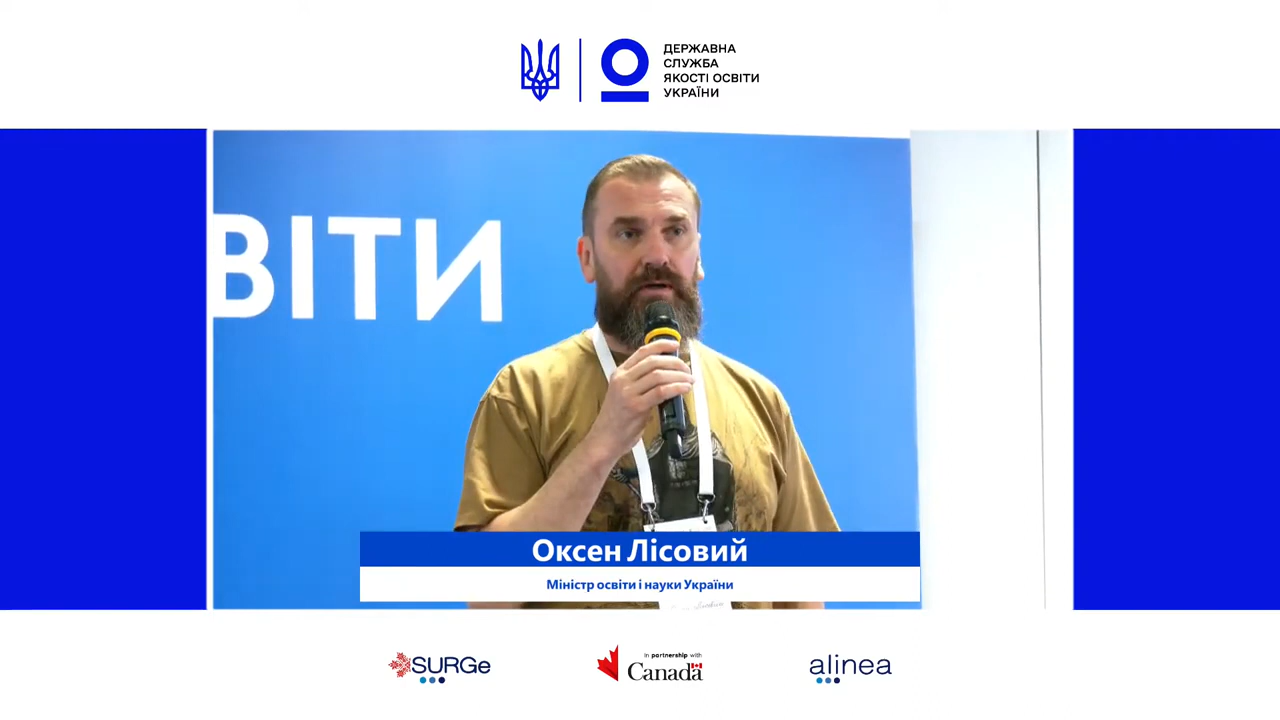 ДЕРЖАВНА
СЛУЖБА
ЯКОСТІ ОСВІТИ
УКРАЇНИ
ВІТИ
Оксен Лісовий
Міністр освіти і науки України
SURGe
In partnership with
Canada
alinea